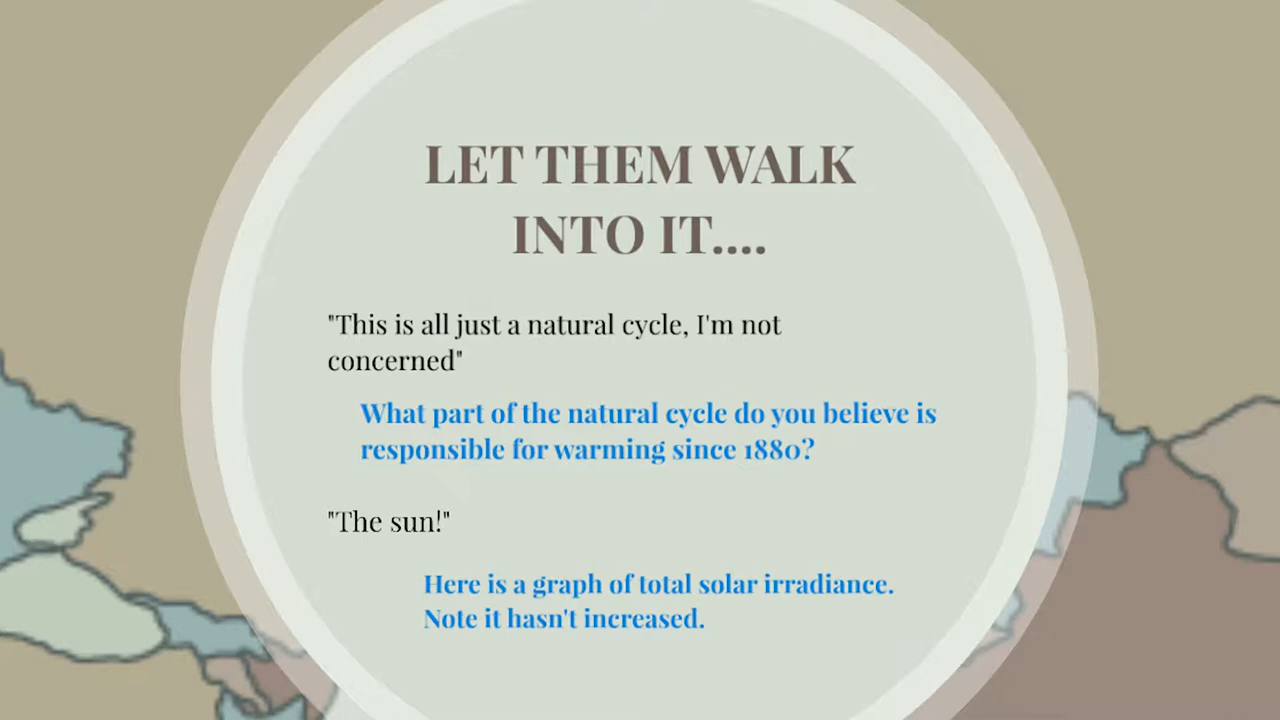 LET THEM WALK
INTO IT....
"This is all just a natural cycle, I'm not
concerned"
What part of the natural cycle do you believe is
responsible for warming since 1880?
"The sun!"
Here is a graph of total solar irradiance.
Note it hasn't increased.